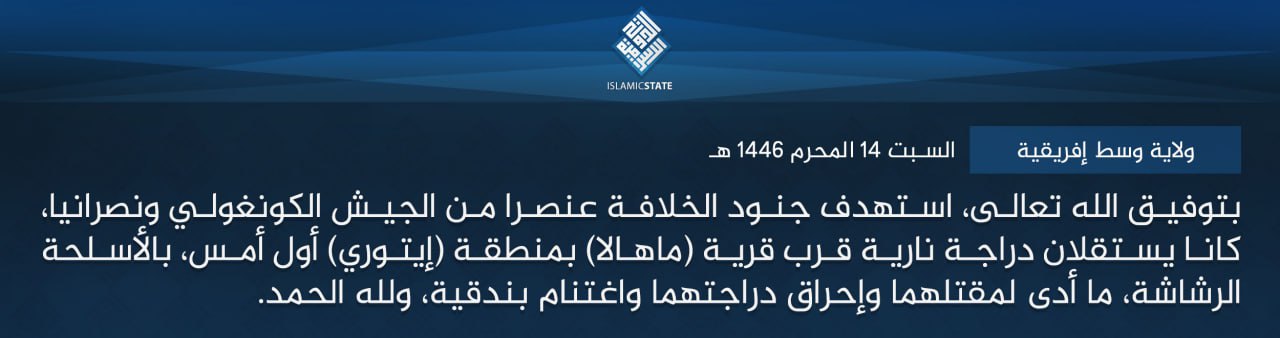 الدولة الإسلامية
ISLAMICSTATE
ولاية وسط إفريقية
السبت 14 المحرم 1446 هـ
بتوفيق الله تعالى، استهدف جنود الخلافة عنصرا من الجيش الكونغولي ونصرانيا،
كانا يستقلان دراجة نارية قرب قرية (ماهالا) بمنطقة (إيتوري) أول أمس، بالأسلحة
الرشاشة، ما أدى لمقتلهما وإحراق دراجتهما واغتنام بندقية، ولله الحمد.